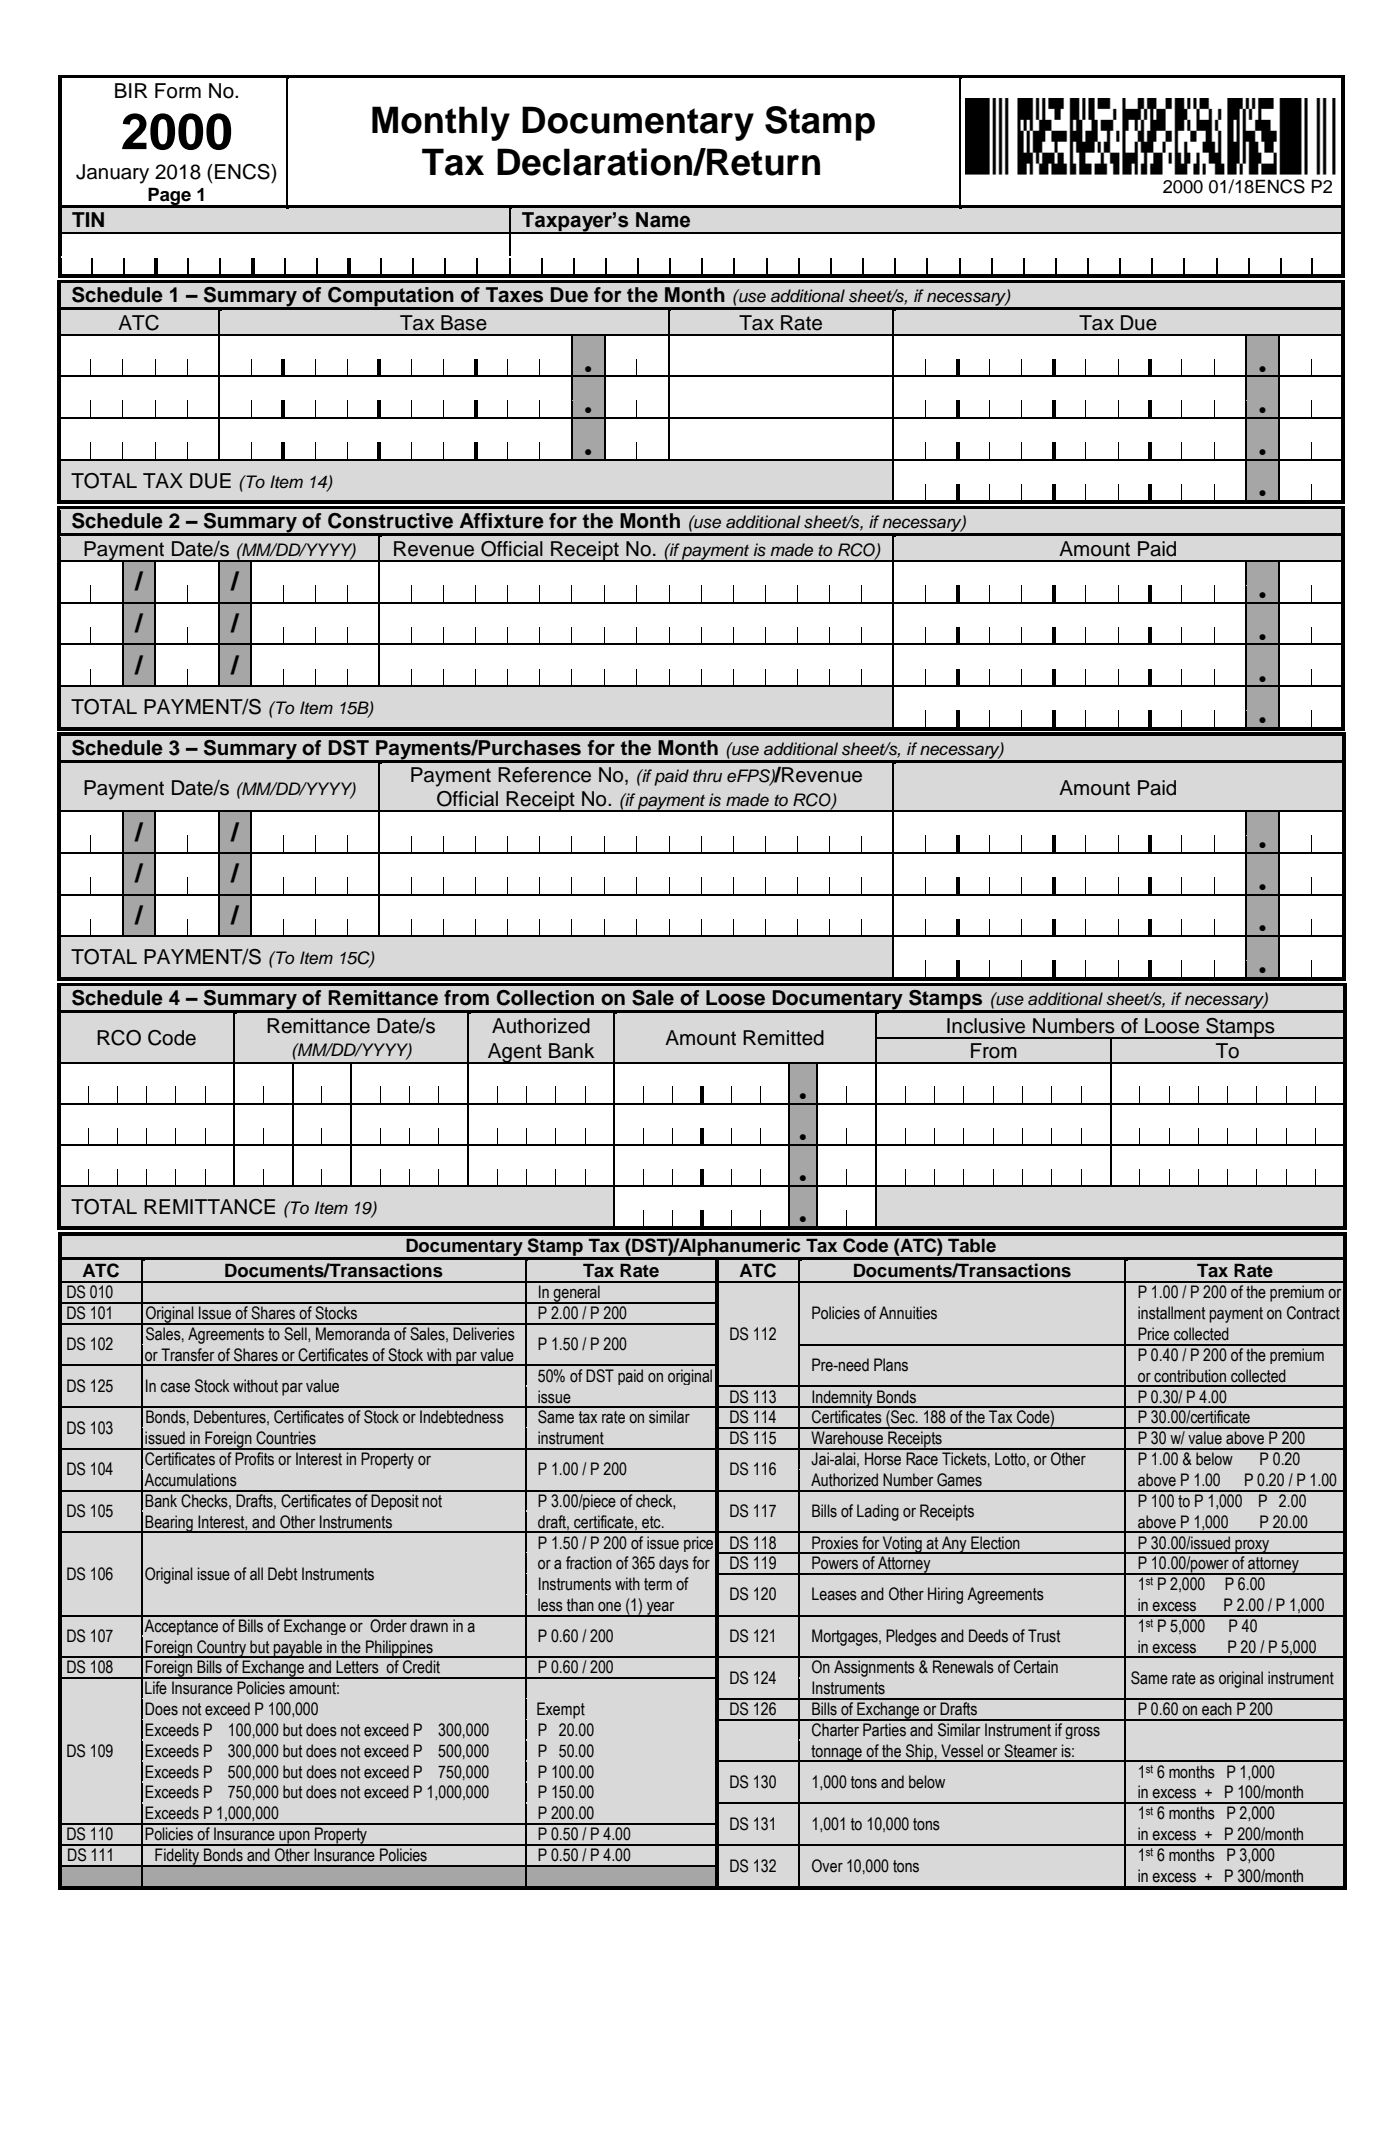 BIR Form No.
2000
January 2018 (ENCS)
Page 1
Monthly Documentary Stamp
Tax Declaration/Return
2000 01/18ENCS P2
TIN
Taxpayer's Name
Schedule 1 – Summary of Computation of Taxes Due for the Month (use additional sheet/s, if necessary)
ATC Tax Base Tax Rate Tax Due
.
.
.
.
.
.
TOTAL TAX DUE (To Item 14) .
Schedule 2 – Summary of Constructive Affixture for the Month (use additional sheet/s, if necessary)
Payment Date/s (MM/DD/YYYY) Revenue Official Receipt No. (if payment is made to RCO) Amount Paid
/ / .
/ / .
/ / .
TOTAL PAYMENT/S (To Item 15B) .
Schedule 3 – Summary of DST Payments/Purchases for the Month (use additional sheet/s, if necessary)
Payment Date/s (MM/DD/YYYY)
Payment Reference No, (if paid thru eFPS)/Revenue
Official Receipt No. (if payment is made to RCO)
Amount Paid
/ / .
/ / .
/ / .
TOTAL PAYMENT/S (To Item 15C) .
Schedule 4 – Summary of Remittance from Collection on Sale of Loose Documentary Stamps (use additional sheet/s, if necessary)
RCO Code
Remittance Date/s
(MM/DD/YYYY)
Authorized
Agent Bank
Amount Remitted
Inclusive Numbers of Loose Stamps
From To
.
.
.
TOTAL REMITTANCE (To Item 19) .
Documentary Stamp Tax (DST)/Alphanumeric Tax Code (ATC) Table
ATC Documents/Transactions Tax Rate
DS 010 In general
DS 101 Original Issue of Shares of Stocks P 2.00 / P 200
DS 102
Sales, Agreements to Sell, Memoranda of Sales, Deliveries
or Transfer of Shares or Certificates of Stock with par value
P 1.50 / P 200
DS 125 In case Stock without par value
50% of DST paid on original
issue
DS 103
Bonds, Debentures, Certificates of Stock or Indebtedness
issued in Foreign Countries
Same tax rate on similar
instrument
DS 104
Certificates of Profits or Interest in Property or
Accumulations
P 1.00 / P 200
DS 105
Bank Checks, Drafts, Certificates of Deposit not
Bearing Interest, and Other Instruments
P 3.00/piece of check,
draft, certificate, etc.
DS 106 Original issue of all Debt Instruments
P 1.50 / P 200 of issue price
or a fraction of 365 days for
Instruments with term of
less than one (1) year
DS 107
Acceptance of Bills of Exchange or Order drawn in a
Foreign Country but payable in the Philippines
P 0.60 / 200
DS 108 Foreign Bills of Exchange and Letters of Credit P 0.60 / 200
DS 109
Life Insurance Policies amount:
Does not exceed P 100,000 Exempt
Exceeds P 100,000 but does not exceed P 300,000 P 20.00
Exceeds P 300,000 but does not exceed P 500,000 P 50.00
Exceeds P 500,000 but does not exceed P 750,000 P 100.00
Exceeds P 750,000 but does not exceed P 1,000,000 P 150.00
Exceeds P 1,000,000 P 200.00
DS 110 Policies of Insurance upon Property P 0.50 / P 4.00
DS 111 Fidelity Bonds and Other Insurance Policies P 0.50 / P 4.00
ATC Documents/Transactions Tax Rate
DS 112
Policies of Annuities
P 1.00 / P 200 of the premium or
installment payment on Contract
Price collected
Pre-need Plans
P 0.40 / P 200 of the premium
or contribution collected
DS 113 Indemnity Bonds P 0.30/ P 4.00
DS 114 Certificates (Sec. 188 of the Tax Code) P 30.00/certificate
DS 115 Warehouse Receipts P 30 w/ value above P 200
DS 116
Jai-alai, Horse Race Tickets, Lotto, or Other
Authorized Number Games
P 1.00 & below P 0.20
above P 1.00 P 0.20 / P 1.00
DS 117 Bills of Lading or Receipts
P 100 to P 1,000 P 2.00
above P 1,000 P 20.00
DS 118 Proxies for Voting at Any Election P 30.00/issued proxy
DS 119 Powers of Attorney P 10.00/power of attorney
DS 120 Leases and Other Hiring Agreements
1st P 2,000 P 6.00
in excess P 2.00 / P 1,000
DS 121 Mortgages, Pledges and Deeds of Trust
1st P 5,000 P 40
in excess P 20 / P 5,000
DS 124
On Assignments & Renewals of Certain
Instruments
Same rate as original instrument
DS 126 Bills of Exchange or Drafts P 0.60 on each P 200
Charter Parties and Similar Instrument if gross
tonnage of the Ship, Vessel or Steamer is:
DS 130 1,000 tons and below
1st 6 months P 1,000
in excess + P 100/month
DS 131 1,001 to 10,000 tons
1st 6 months P 2,000
in excess + P 200/month
DS 132 Over 10,000 tons
1st 6 months P 3,000
in excess + P 300/month